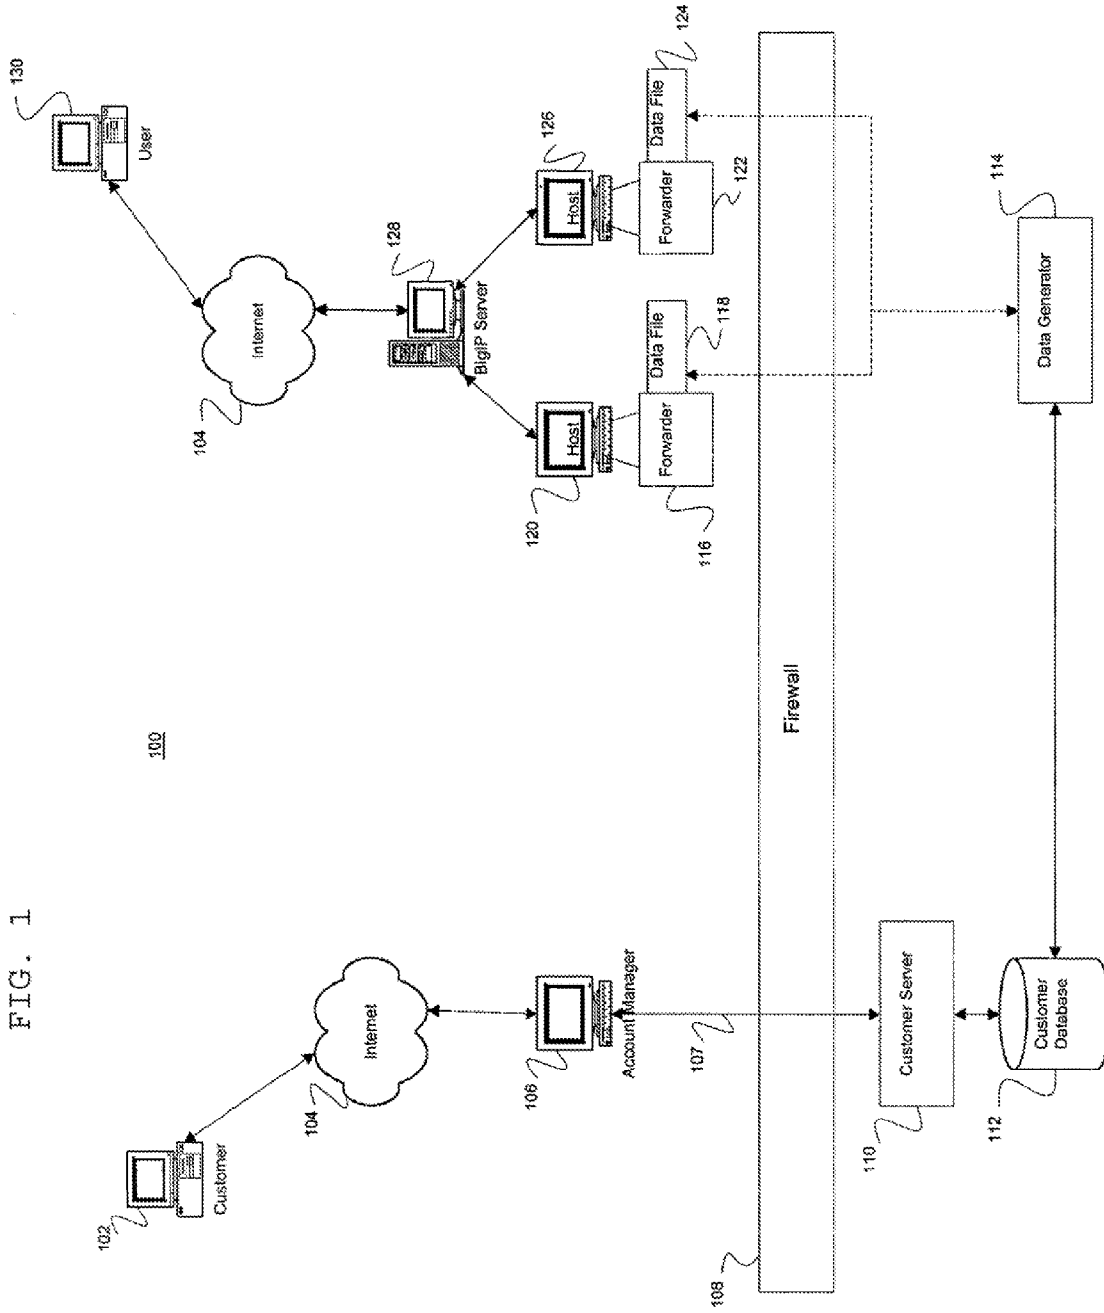 FIG. 1
100
102
Customer
104
Internet
106
Account Manager
107
108
Firewall
110
Customer Server
112
Customer
Database
130
User
104
Internet
128
BigIP Server
120
Host
126
Host
116
Forwarder
Data File
118
122
Forwarder
Data File
124
114
Data Generator